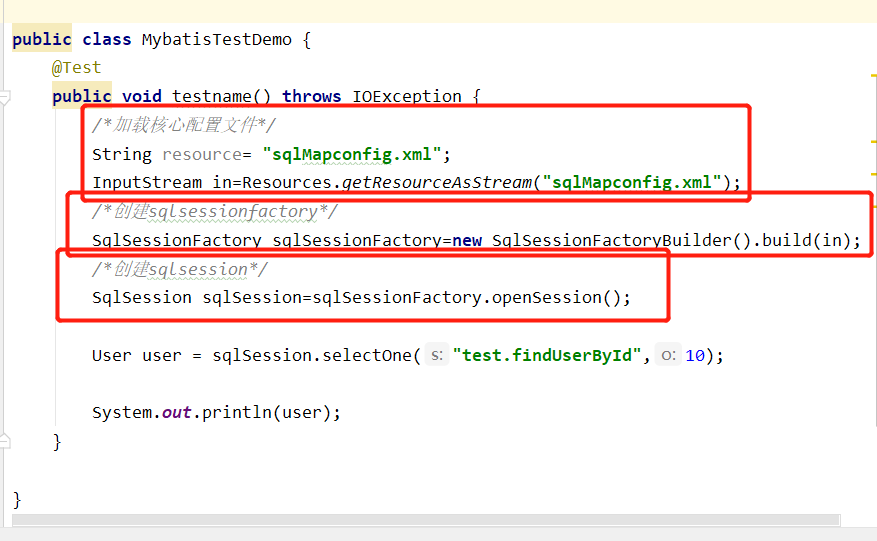 public class MybatisTestDemo {
@Test
public void testname() throws IOException {
/*加载核心配置文件*/
String resource= "sqlMapconfig.xml";
InputStream in=Resources.getResourceAsStream("sqlMapconfig.xml");
/*创建sqlsessionfactory*/
SqlSessionFactory sqlSessionFactory=new SqlSessionFactoryBuilder().build(in);
/*创建sqlsession*/
SqlSession sqlSession=sqlSessionFactory.openSession();
User user = sqlSession.selectOne( s: "test.findUserById", o: 10);
System.out.println(user);
}
}